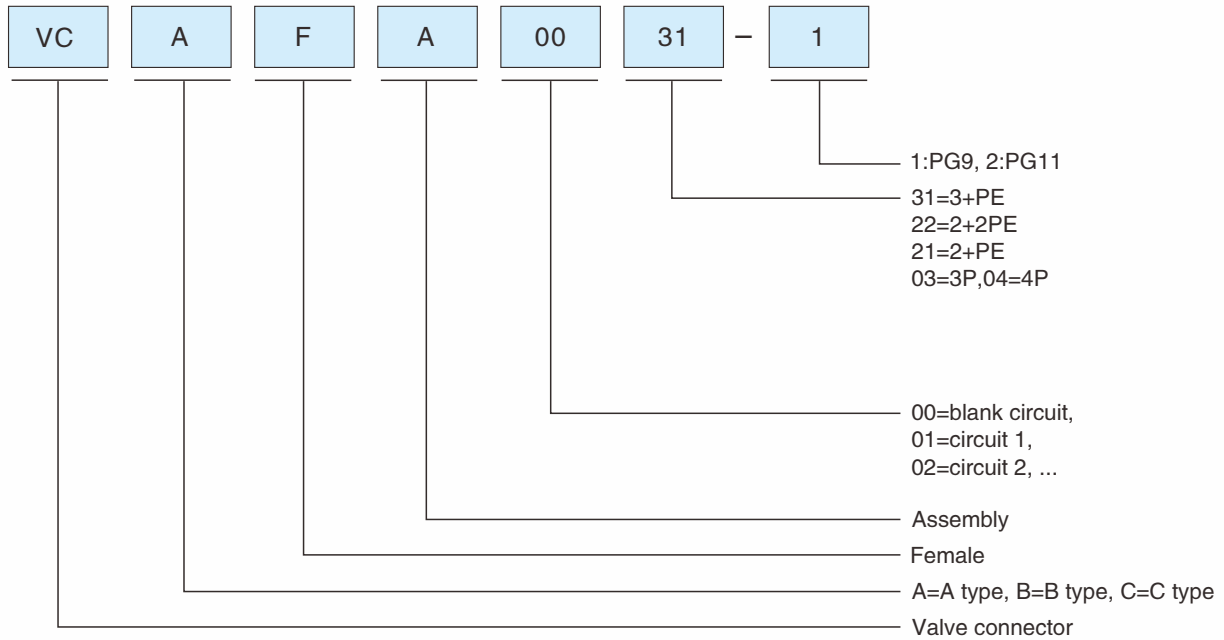 VC A F A 00 31 – 1
1:PG9, 2:PG11
31=3+PE
22=2+2PE
21=2+PE
03=3P,04=4P
00=blank circuit,
01=circuit 1,
02=circuit 2, ...
Assembly
Female
A=A type, B=B type, C=C type
Valve connector